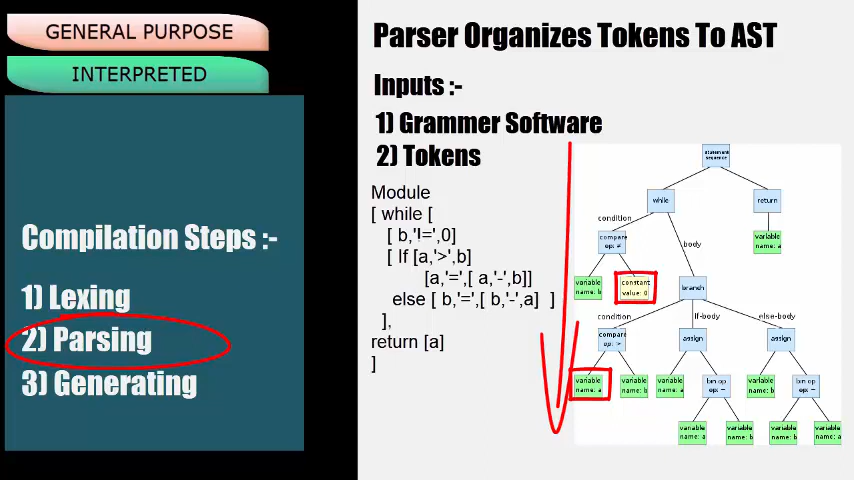 GENERAL PURPOSE
INTERPRETED
Compilation Steps :-
1) Lexing
2) Parsing
3) Generating
Parser Organizes Tokens To AST
Inputs :-
1) Grammer Software
2) Tokens
Module
[ while [
[ b,'!=',0]
[ If [a,'>',b]
[a,'=',[ a,'-',b]]
else [ b,'=',[ b,'-',a] ]
],
return [a]
]
statement
sequence
while
return
condition
compare
op: ≠
body
variable
name: a
variable
name: b
constant
value: 0
branch
condition
if-body
else-body
compare
op: >
assign
assign
variable
name: a
variable
name: b
variable
name: a
bin op
op: −
variable
name: b
bin op
op: −
variable
name: a
variable
name: b
variable
name: b
variable
name: a